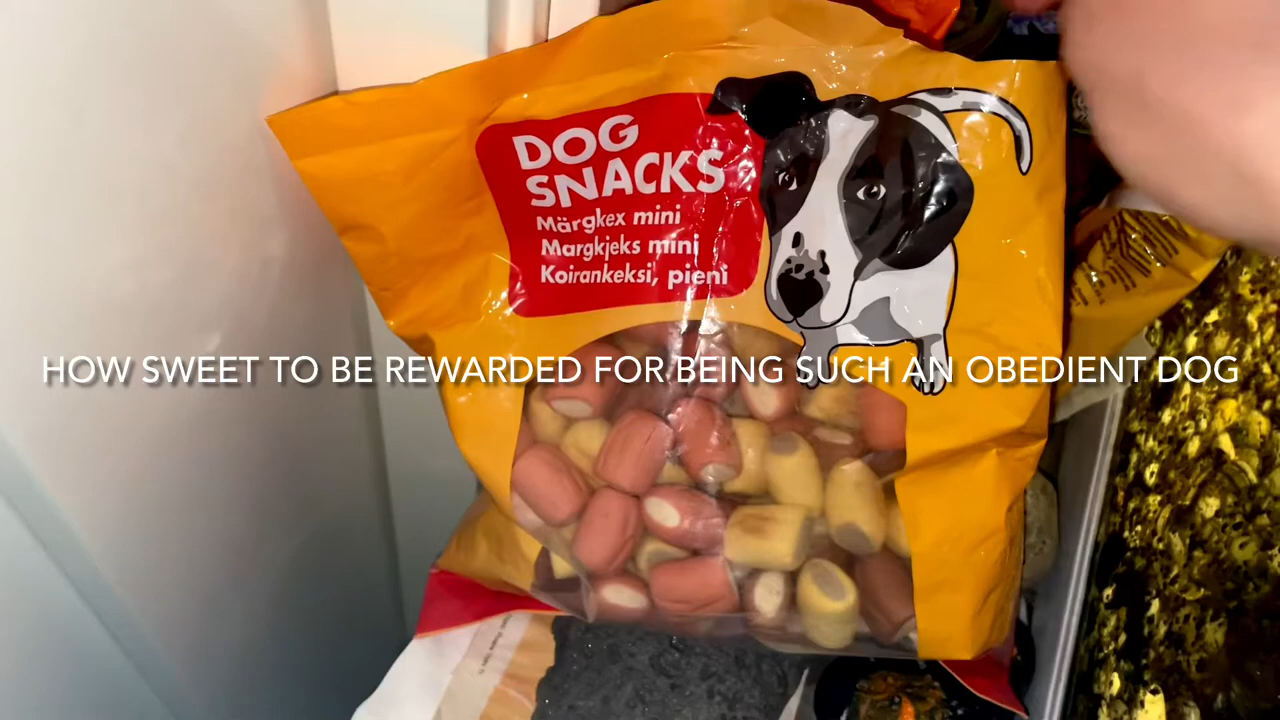 DOG
SNACKS
Märgkex mini
Margkjeks mini
Koirankeksi, pieni
HOW SWEET TO BE REWARDED FOR BEING SUCH AN OBEDIENT DOG